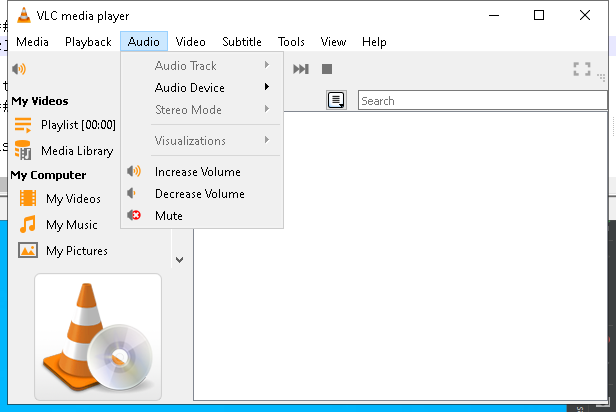 VLC media player
Media Playback Audio Video Subtitle Tools View Help
Audio Track
Audio Device
Stereo Mode
Visualizations
Increase Volume
Decrease Volume
Mute
Search
My Videos
Playlist [00:00]
Media Library
My Computer
My Videos
My Music
My Pictures